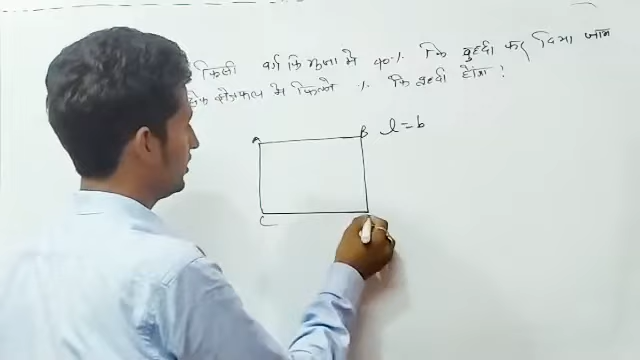 किसी वर्ग कि भुजा मे 40% कि वृद्धी कर दिया जाय
क्षेत्रफल मे कितने % कि वृद्धी होगा ?
A B l = b
C